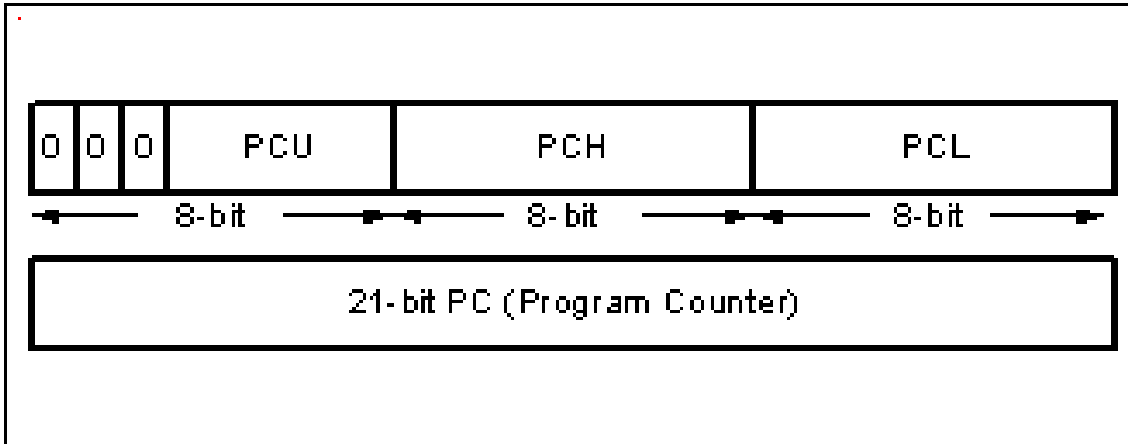 0 0 0 PCU PCH PCL
8-bit 8-bit 8-bit
21-bit PC (Program Counter)